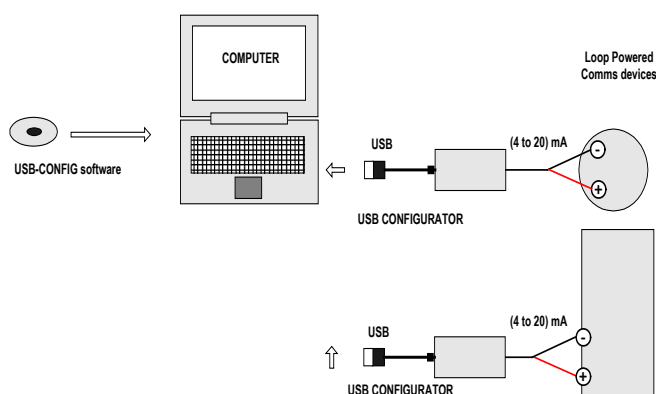 COMPUTER
Loop Powered
Comms devices
USB
(4 to 20) mA
-
+
USB-CONFIG software
USB CONFIGURATOR
(4 to 20) mA
USB
-
+
USB CONFIGURATOR